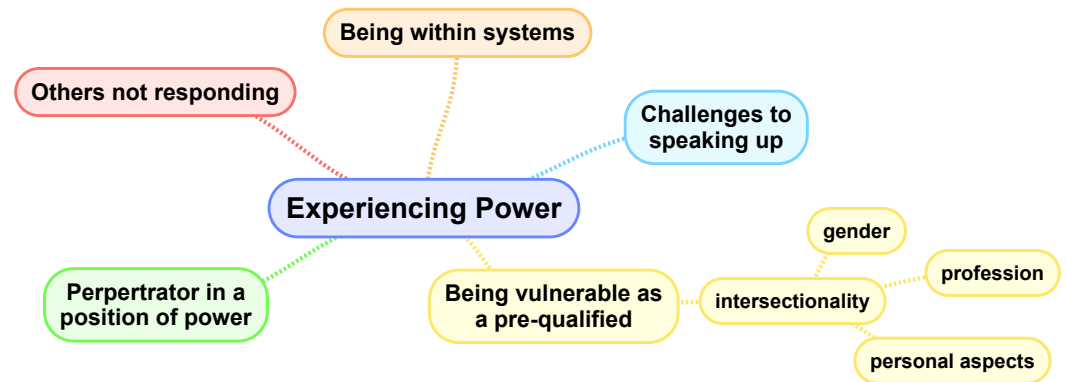 Being within systems
Others not responding
Challenges to
speaking up
Experiencing Power
gender
profession
Perpertrator in a
position of power
Being vulnerable as
a pre-qualified
intersectionality
personal aspects